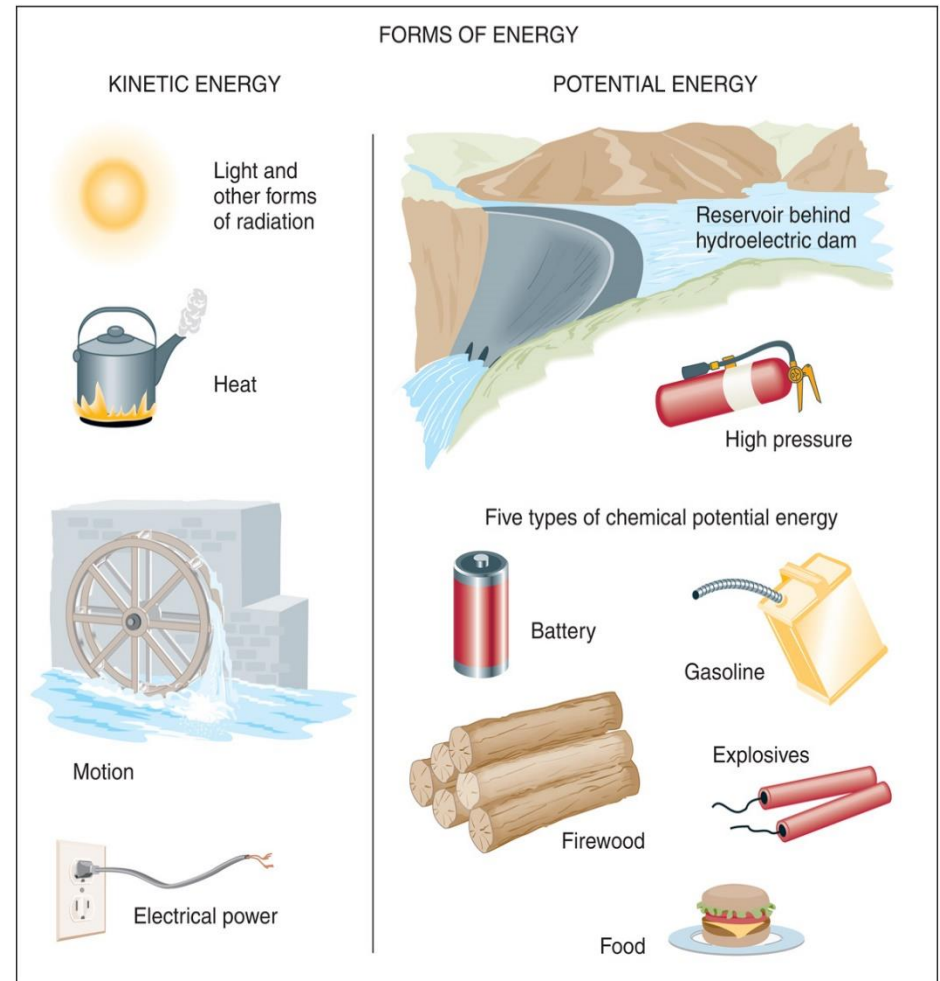 FORMS OF ENERGY
KINETIC ENERGY
Light and
other forms
of radiation
Heat
Motion
Electrical power
POTENTIAL ENERGY
Reservoir behind
hydroelectric dam
High pressure
Five types of chemical potential energy
Battery
Gasoline
Firewood
Explosives
Food